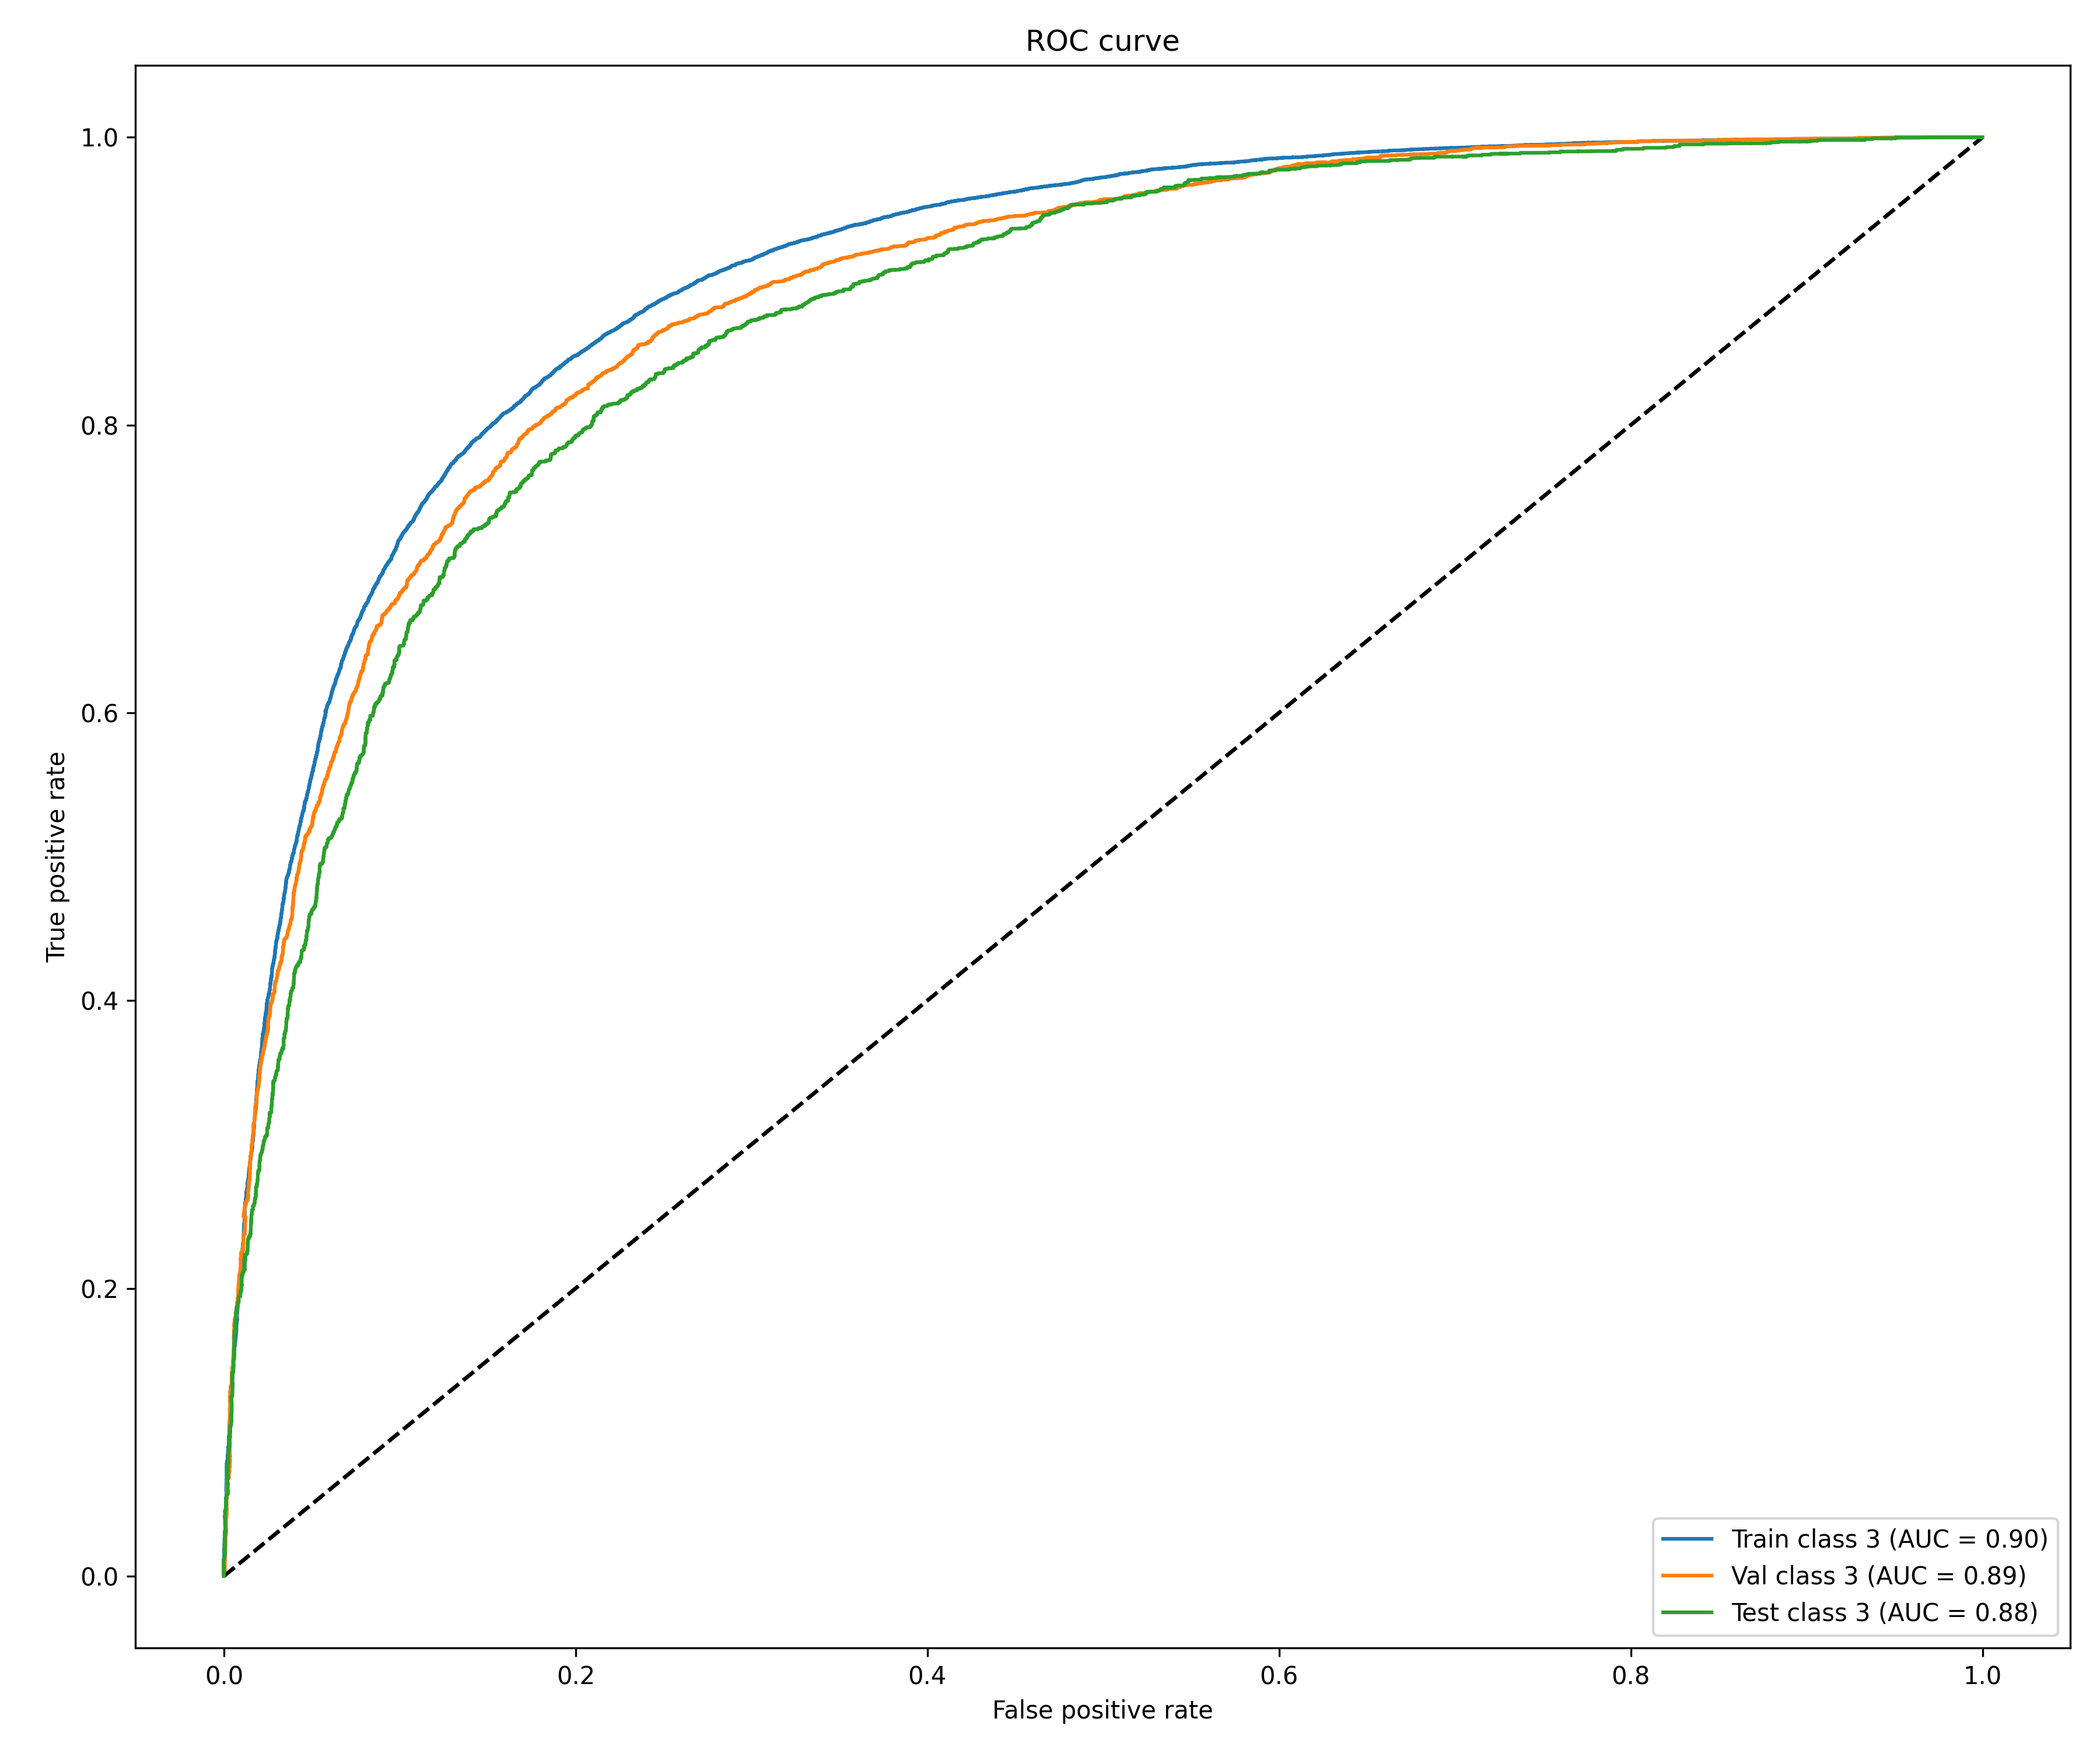 ROC curve
1.0
0.8
0.6
0.4
0.2
0.0
True positive rate
0.0 0.2 0.4 0.6 0.8 1.0
False positive rate
Train class 3 (AUC = 0.90)
Val class 3 (AUC = 0.89)
Test class 3 (AUC = 0.88)